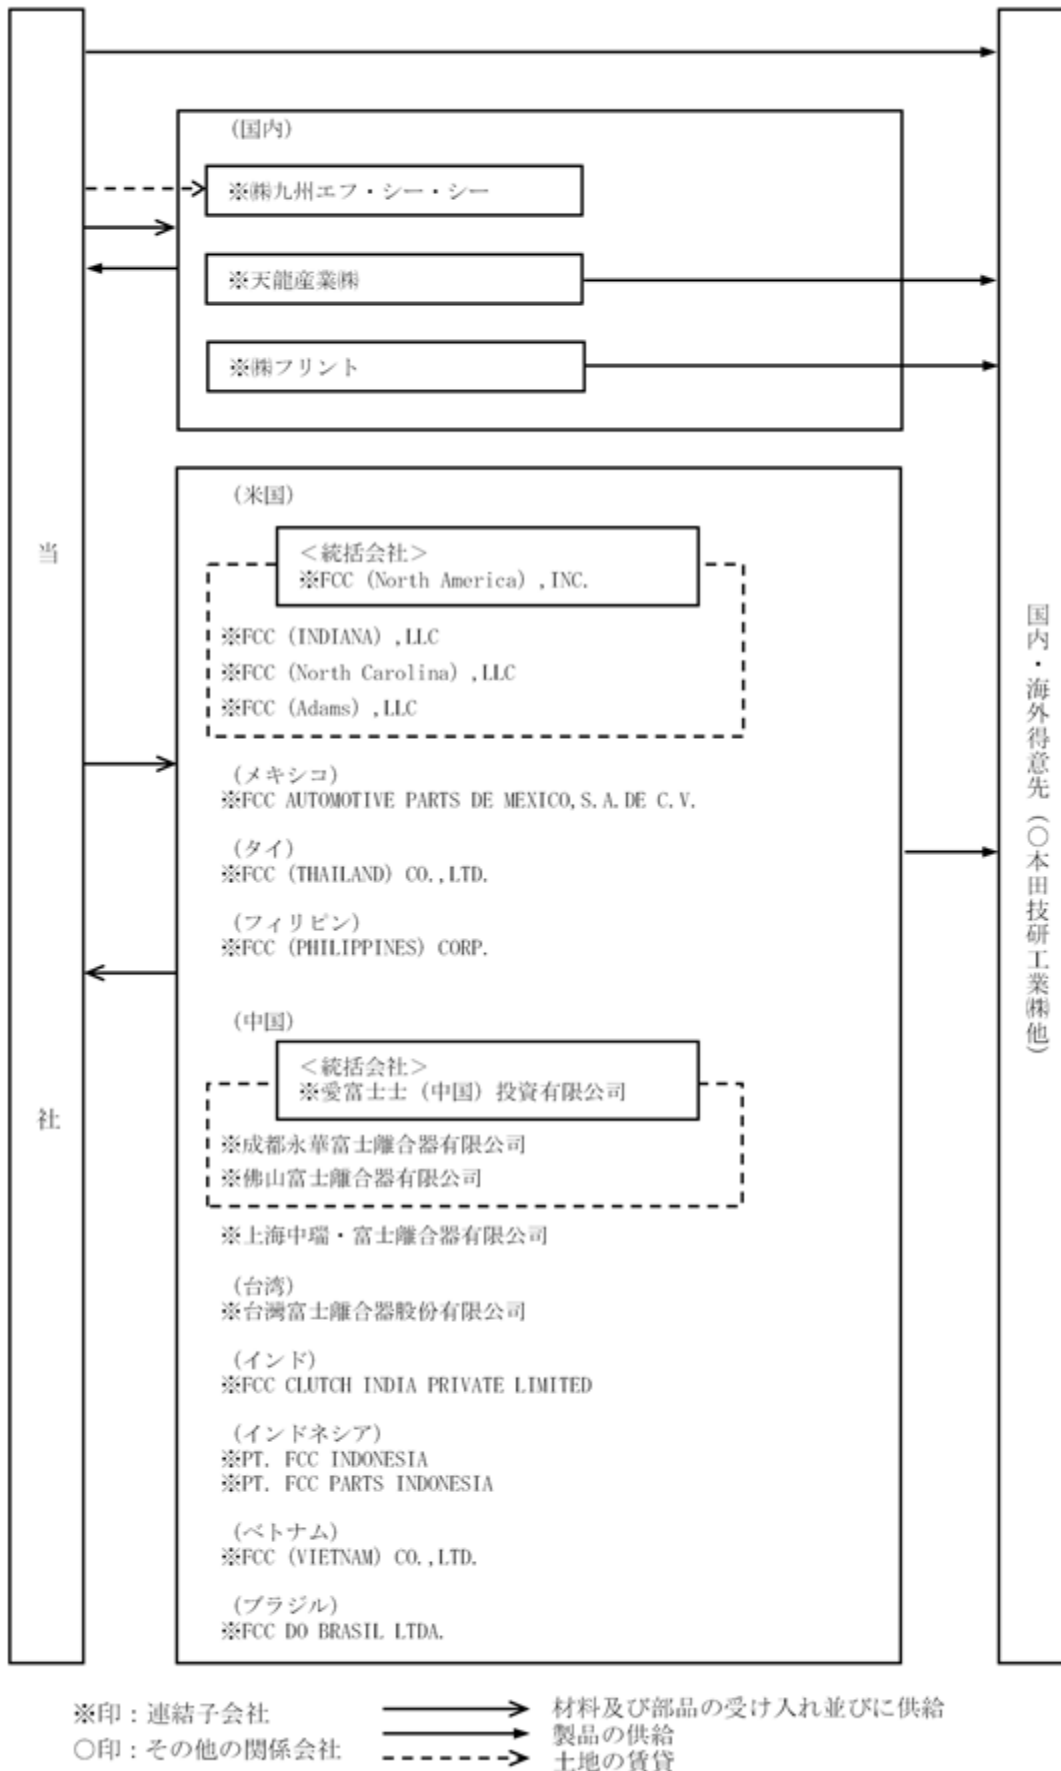 当社
(国内)
※㈱九州エフ・シー・シー
※天龍産業㈱
※㈱フリント
(米国)
＜統括会社＞
※FCC (North America) ,INC.
※FCC (INDIANA) ,LLC
※FCC (North Carolina) ,LLC
※FCC (Adams) ,LLC
(メキシコ)
※FCC AUTOMOTIVE PARTS DE MEXICO,S.A.DE C.V.
(タイ)
※FCC (THAILAND) CO.,LTD.
(フィリピン)
※FCC (PHILIPPINES) CORP.
(中国)
＜統括会社＞
※愛富士士（中国）投資有限公司
※成都永華富士離合器有限公司
※佛山富士離合器有限公司
※上海中瑞・富士離合器有限公司
(台湾)
※台灣富士離合器股份有限公司
(インド)
※FCC CLUTCH INDIA PRIVATE LIMITED
(インドネシア)
※PT. FCC INDONESIA
※PT. FCC PARTS INDONESIA
(ベトナム)
※FCC (VIETNAM) CO.,LTD.
(ブラジル)
※FCC DO BRASIL LTDA.
国内・海外得意先（○本田技研工業㈱他）
※印：連結子会社
○印：その他の関係会社
材料及び部品の受け入れ並びに供給
製品の供給
土地の賃貸